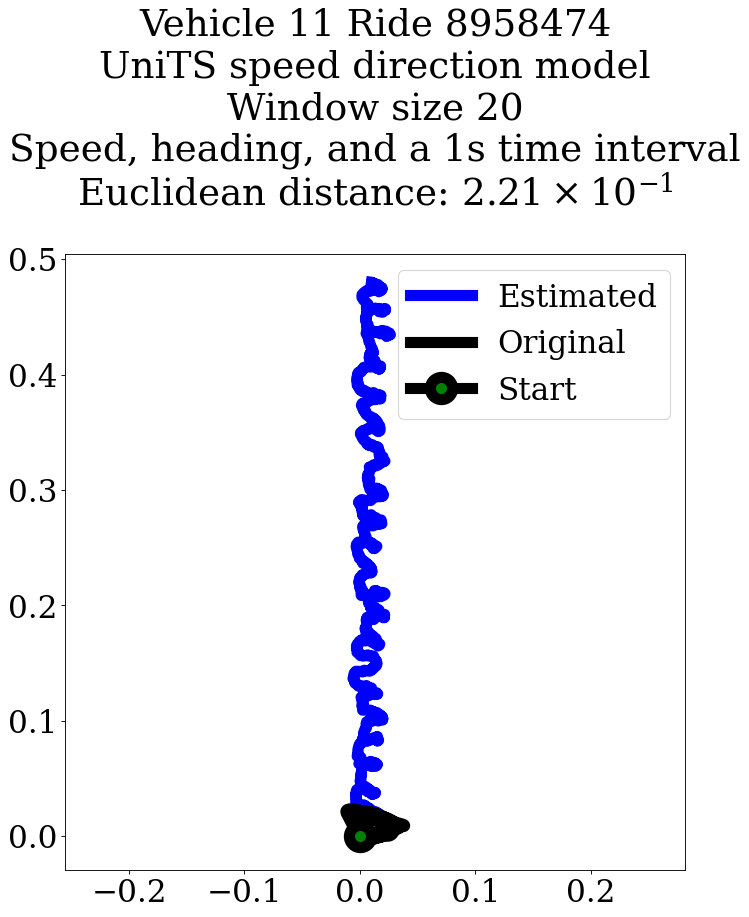 Vehicle 11 Ride 8958474
UniTS speed direction model
Window size 20
Speed, heading, and a 1s time interval
Euclidean distance: 2.21 × 10⁻¹
0.5
0.4
0.3
0.2
0.1
0.0
Estimated
Original
Start
−0.2
−0.1
0.0
0.1
0.2